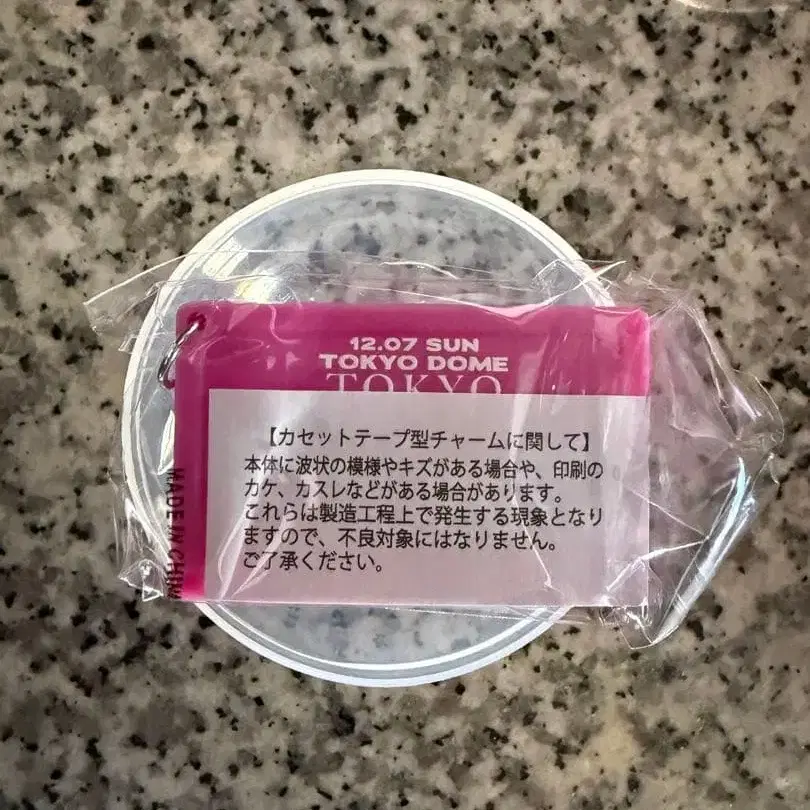 12.07 SUN
TOKYO DOME
TOKYO
【カセットテープ型チャームに関して】
本体に波状の模様やキズがある場合や、印刷の
カケ、カスレなどがある場合があります。
これらは製造工程上で発生する現象となり
ますので、不良対象にはなりません。
ご了承ください。
MADE IN CHINA